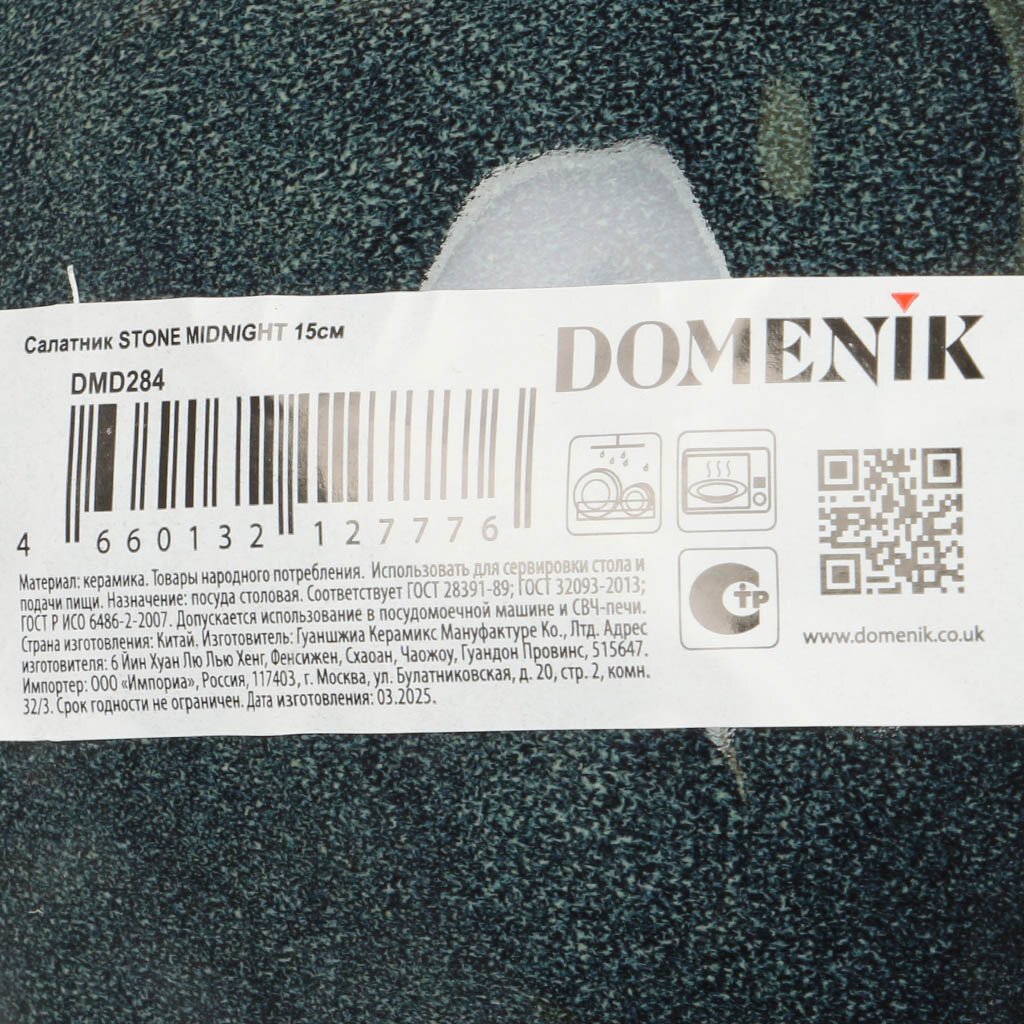 Салатник STONE MIDNIGHT 15см
DMD284
DOMENIK
4 660132 127776
Материал: керамика. Товары народного потребления. Использовать для сервировки стола и
подачи пищи. Назначение: посуда столовая. Соответствует ГОСТ 28391-89; ГОСТ 32093-2013;
ГОСТ Р ИСО 6486-2-2007. Допускается использование в посудомоечной машине и СВЧ-печи.
Страна изготовления: Китай. Изготовитель: Гуаншжиа Керамикс Мануфактуре Ко., Лтд. Адрес
изготовителя: 6 Йин Хуан Лю Лью Хенг, Фенсижен, Схаоан, Чаожоу, Гуандон Провинс, 515647.
Импортер: ООО «Импориа», Россия, 117403, г. Москва, ул. Булатниковская, д. 20, стр. 2, комн.
32/3. Срок годности не ограничен. Дата изготовления: 03.2025.
тр
www.domenik.co.uk